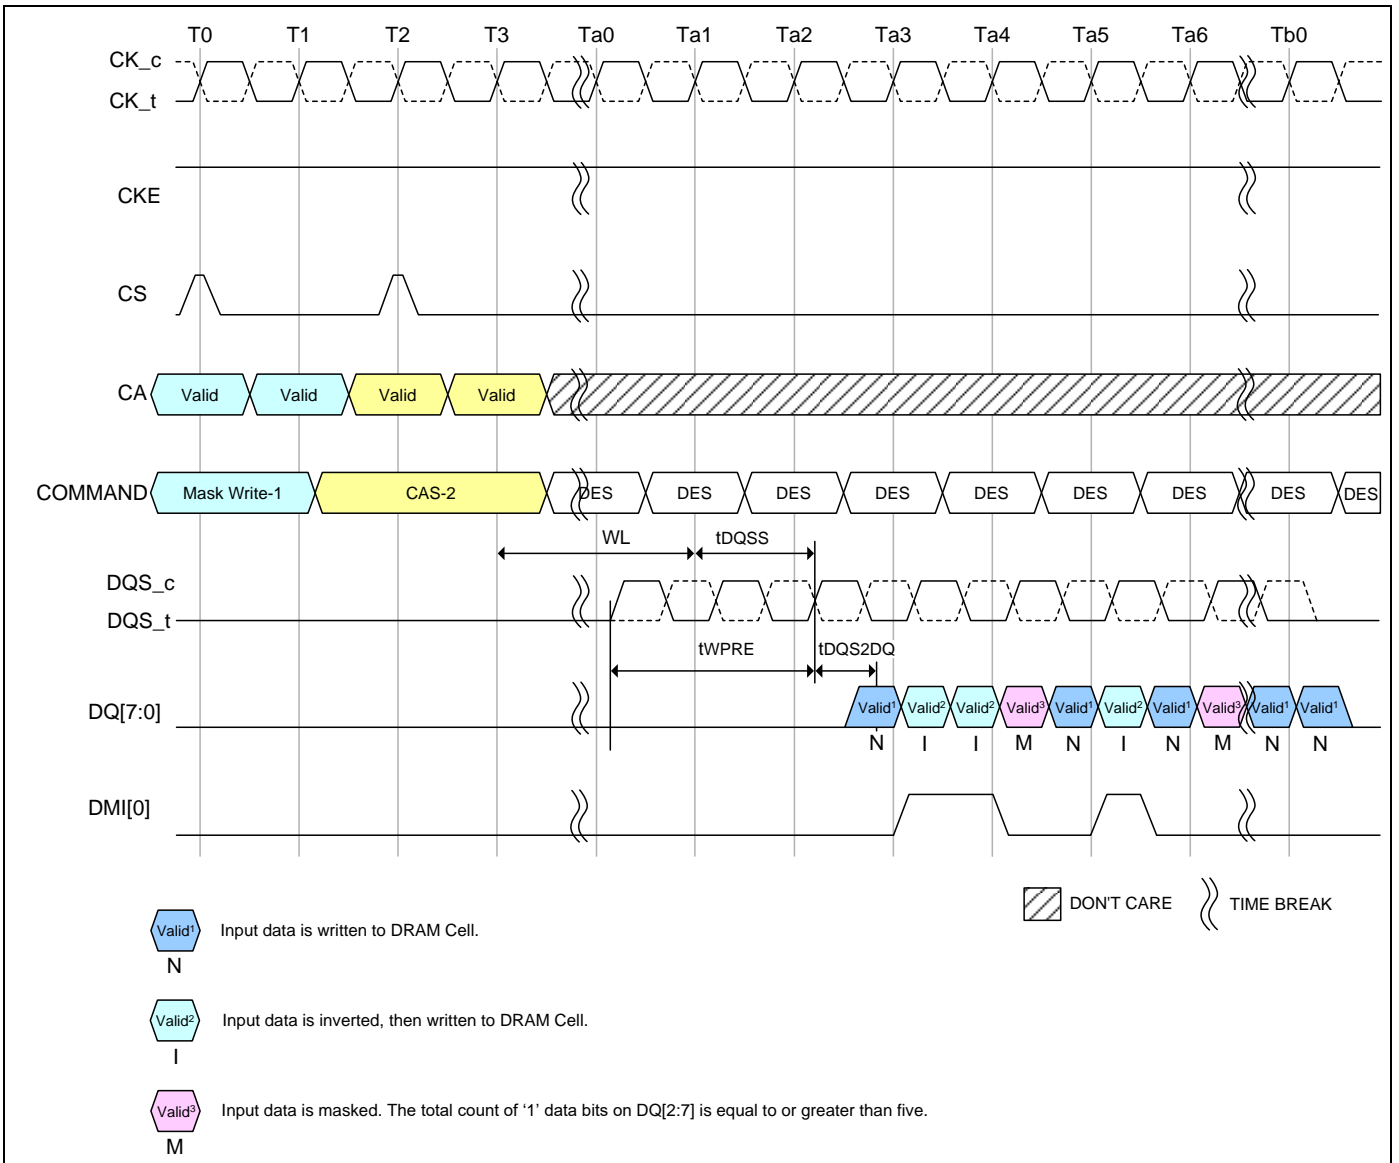 T0 T1 T2 T3 Ta0 Ta1 Ta2 Ta3 Ta4 Ta5 Ta6 Tb0
CK_c
CK_t
CKE
CS
CA Valid Valid Valid Valid
COMMAND Mask Write-1 CAS-2 DES DES DES DES DES DES DES DES DES
WL tDQSS
DQS_c
DQS_t
tWPRE tDQS2DQ
DQ[7:0] Valid¹ Valid² Valid² Valid³ Valid¹ Valid² Valid¹ Valid³ Valid¹ Valid¹
N I I M N I N M N N
DMI[0]
DON'T CARE TIME BREAK
Valid¹ Input data is written to DRAM Cell.
N
Valid² Input data is inverted, then written to DRAM Cell.
I
Valid³ Input data is masked. The total count of ‘1’ data bits on DQ[2:7] is equal to or greater than five.
M